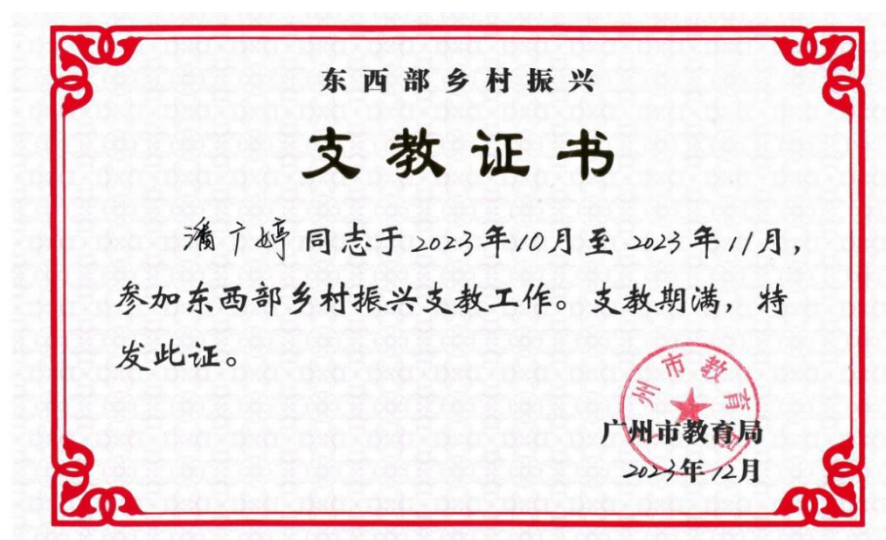 东西部乡村振兴
支教证书
潘丁婷同志于2023年10月至2023年11月,
参加东西部乡村振兴支教工作。支教期满,特
发此证。
广州市教育局
广州市教育局
2023年12月